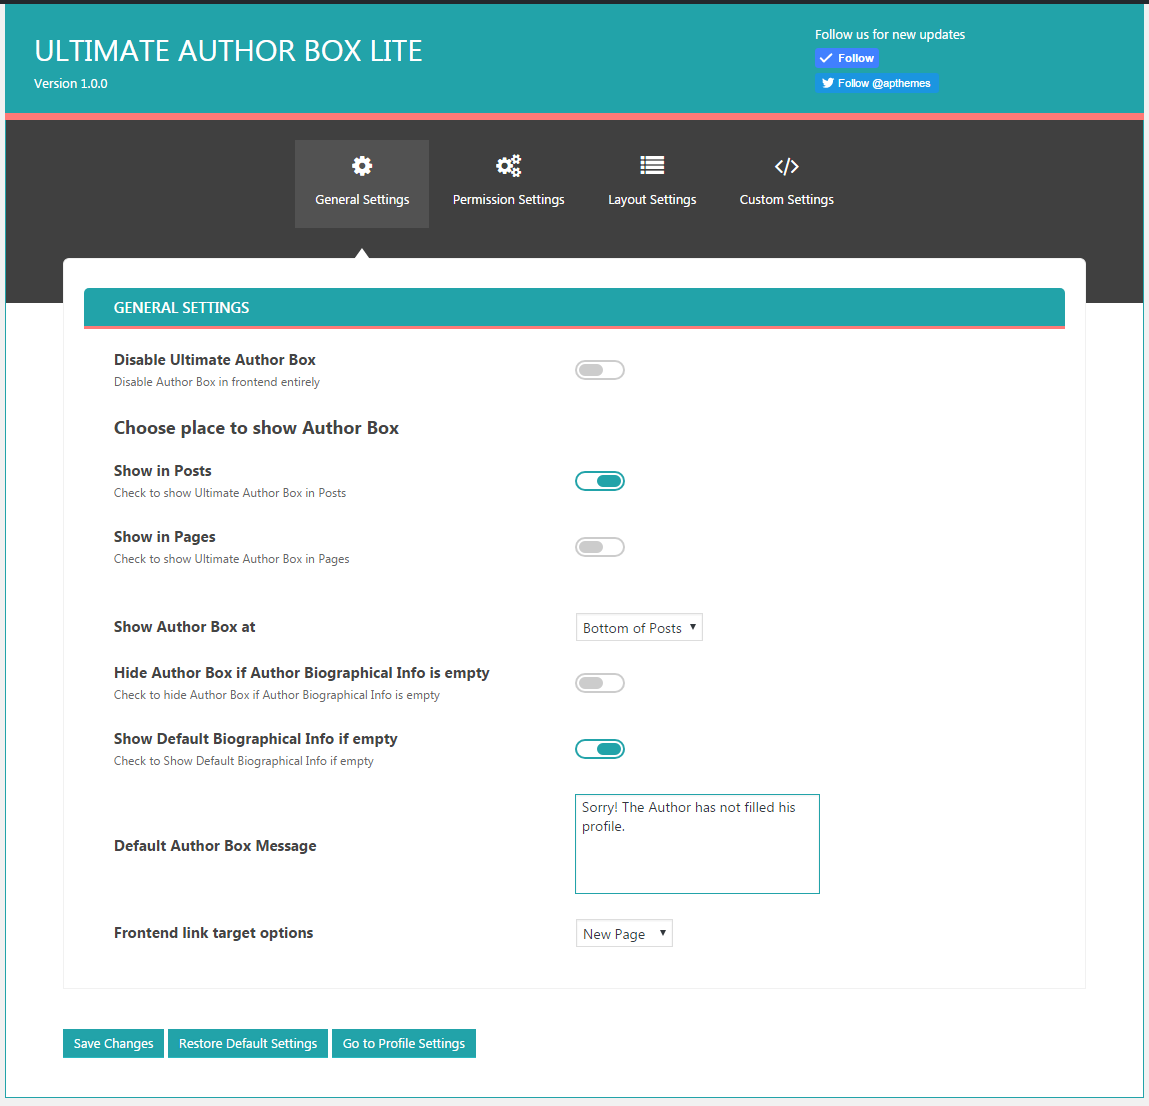 ULTIMATE AUTHOR BOX LITE
Version 1.0.0
Follow us for new updates
Follow
Follow @apthemes
General Settings
Permission Settings
Layout Settings
Custom Settings
GENERAL SETTINGS
Disable Ultimate Author Box
Disable Author Box in frontend entirely
Choose place to show Author Box
Show in Posts
Check to show Ultimate Author Box in Posts
Show in Pages
Check to show Ultimate Author Box in Pages
Show Author Box at
Bottom of Posts
Hide Author Box if Author Biographical Info is empty
Check to hide Author Box if Author Biographical Info is empty
Show Default Biographical Info if empty
Check to Show Default Biographical Info if empty
Default Author Box Message
Sorry! The Author has not filled his
profile.
Frontend link target options
New Page
Save Changes
Restore Default Settings
Go to Profile Settings